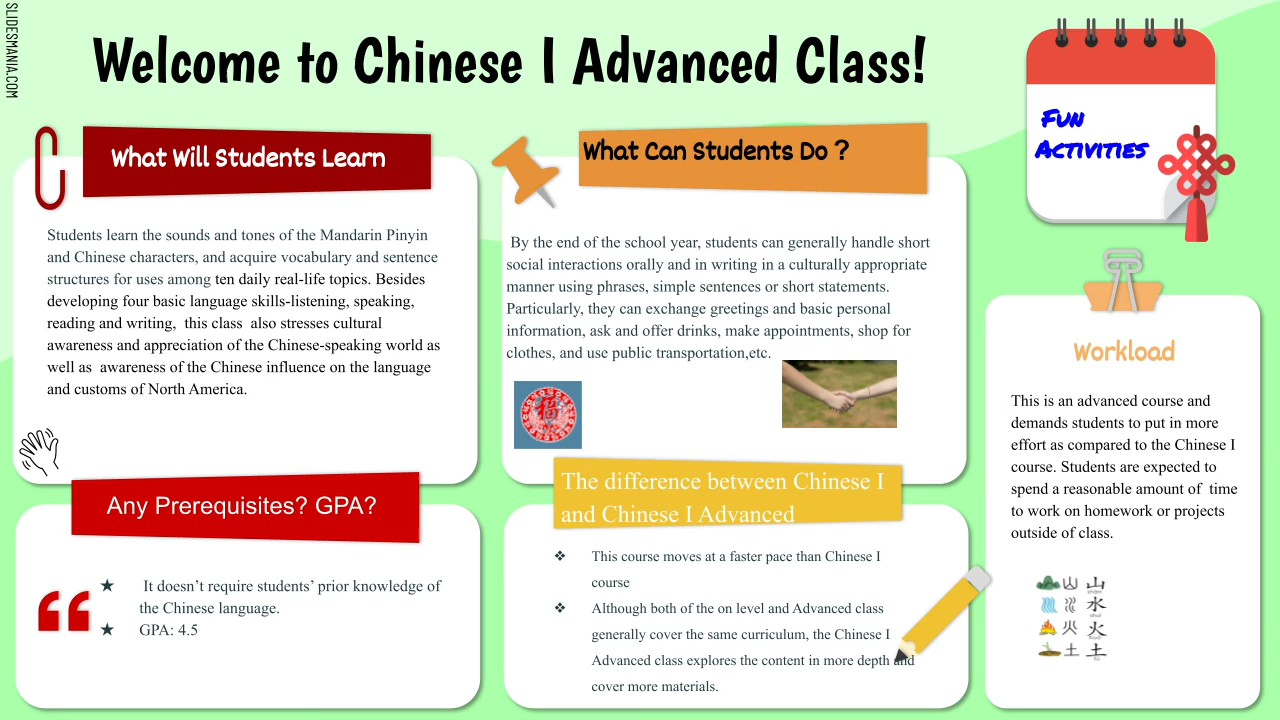 SLIDESMANIA.COM
Welcome to Chinese I Advanced Class!
Fun
Activities
What Will Students Learn
Students learn the sounds and tones of the Mandarin Pinyin
and Chinese characters, and acquire vocabulary and sentence
structures for uses among ten daily real-life topics. Besides
developing four basic language skills-listening, speaking,
reading and writing,  this class  also stresses cultural
awareness and appreciation of the Chinese-speaking world as
well as  awareness of the Chinese influence on the language
and customs of North America.
What Can Students Do ?
By the end of the school year, students can generally handle short
social interactions orally and in writing in a culturally appropriate
manner using phrases, simple sentences or short statements.
Particularly, they can exchange greetings and basic personal
information, ask and offer drinks, make appointments, shop for
clothes, and use public transportation,etc.
福
Any Prerequisites? GPA?
★ It doesn’t require students’ prior knowledge of
the Chinese language.
★ GPA: 4.5
The difference between Chinese I
and Chinese I Advanced
❖ This course moves at a faster pace than Chinese I
course
❖ Although both of the on level and Advanced class
generally cover the same curriculum, the Chinese I
Advanced class explores the content in more depth and
cover more materials.
Workload
This is an advanced course and
demands students to put in more
effort as compared to the Chinese I
course. Students are expected to
spend a reasonable amount of  time
to work on homework or projects
outside of class.
山
水
火
土